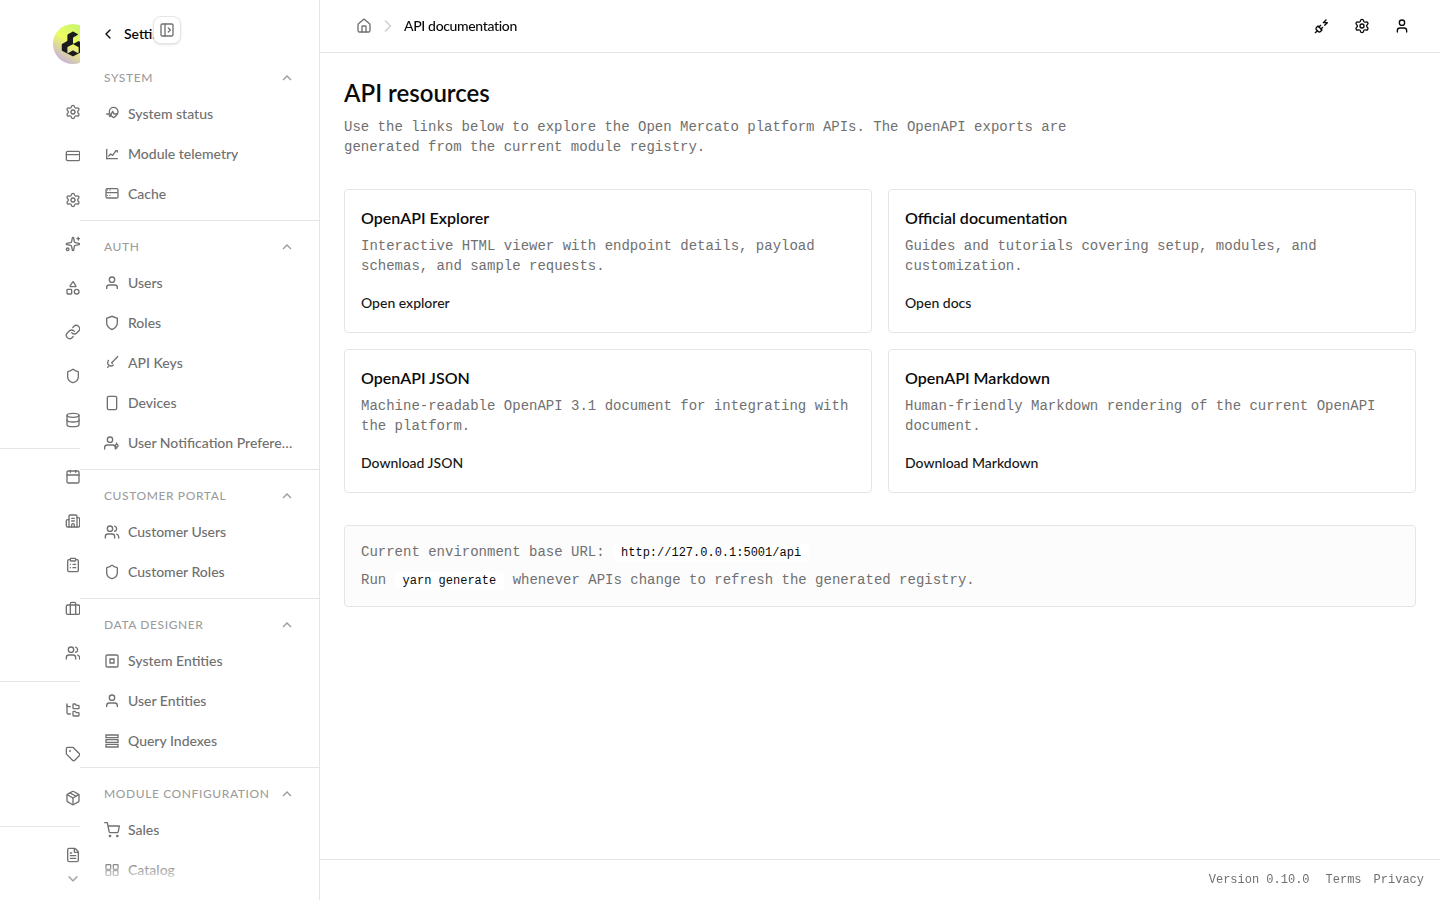 Setti
SYSTEM
System status
Module telemetry
Cache
AUTH
Users
Roles
API Keys
Devices
User Notification Prefere...
CUSTOMER PORTAL
Customer Users
Customer Roles
DATA DESIGNER
System Entities
User Entities
Query Indexes
MODULE CONFIGURATION
Sales
Catalog
API documentation
API resources
Use the links below to explore the Open Mercato platform APIs. The OpenAPI exports are
generated from the current module registry.
OpenAPI Explorer
Interactive HTML viewer with endpoint details, payload
schemas, and sample requests.
Open explorer
Official documentation
Guides and tutorials covering setup, modules, and
customization.
Open docs
OpenAPI JSON
Machine-readable OpenAPI 3.1 document for integrating with
the platform.
Download JSON
OpenAPI Markdown
Human-friendly Markdown rendering of the current OpenAPI
document.
Download Markdown
Current environment base URL: http://127.0.0.1:5001/api
Run yarn generate whenever APIs change to refresh the generated registry.
Version 0.10.0 Terms Privacy